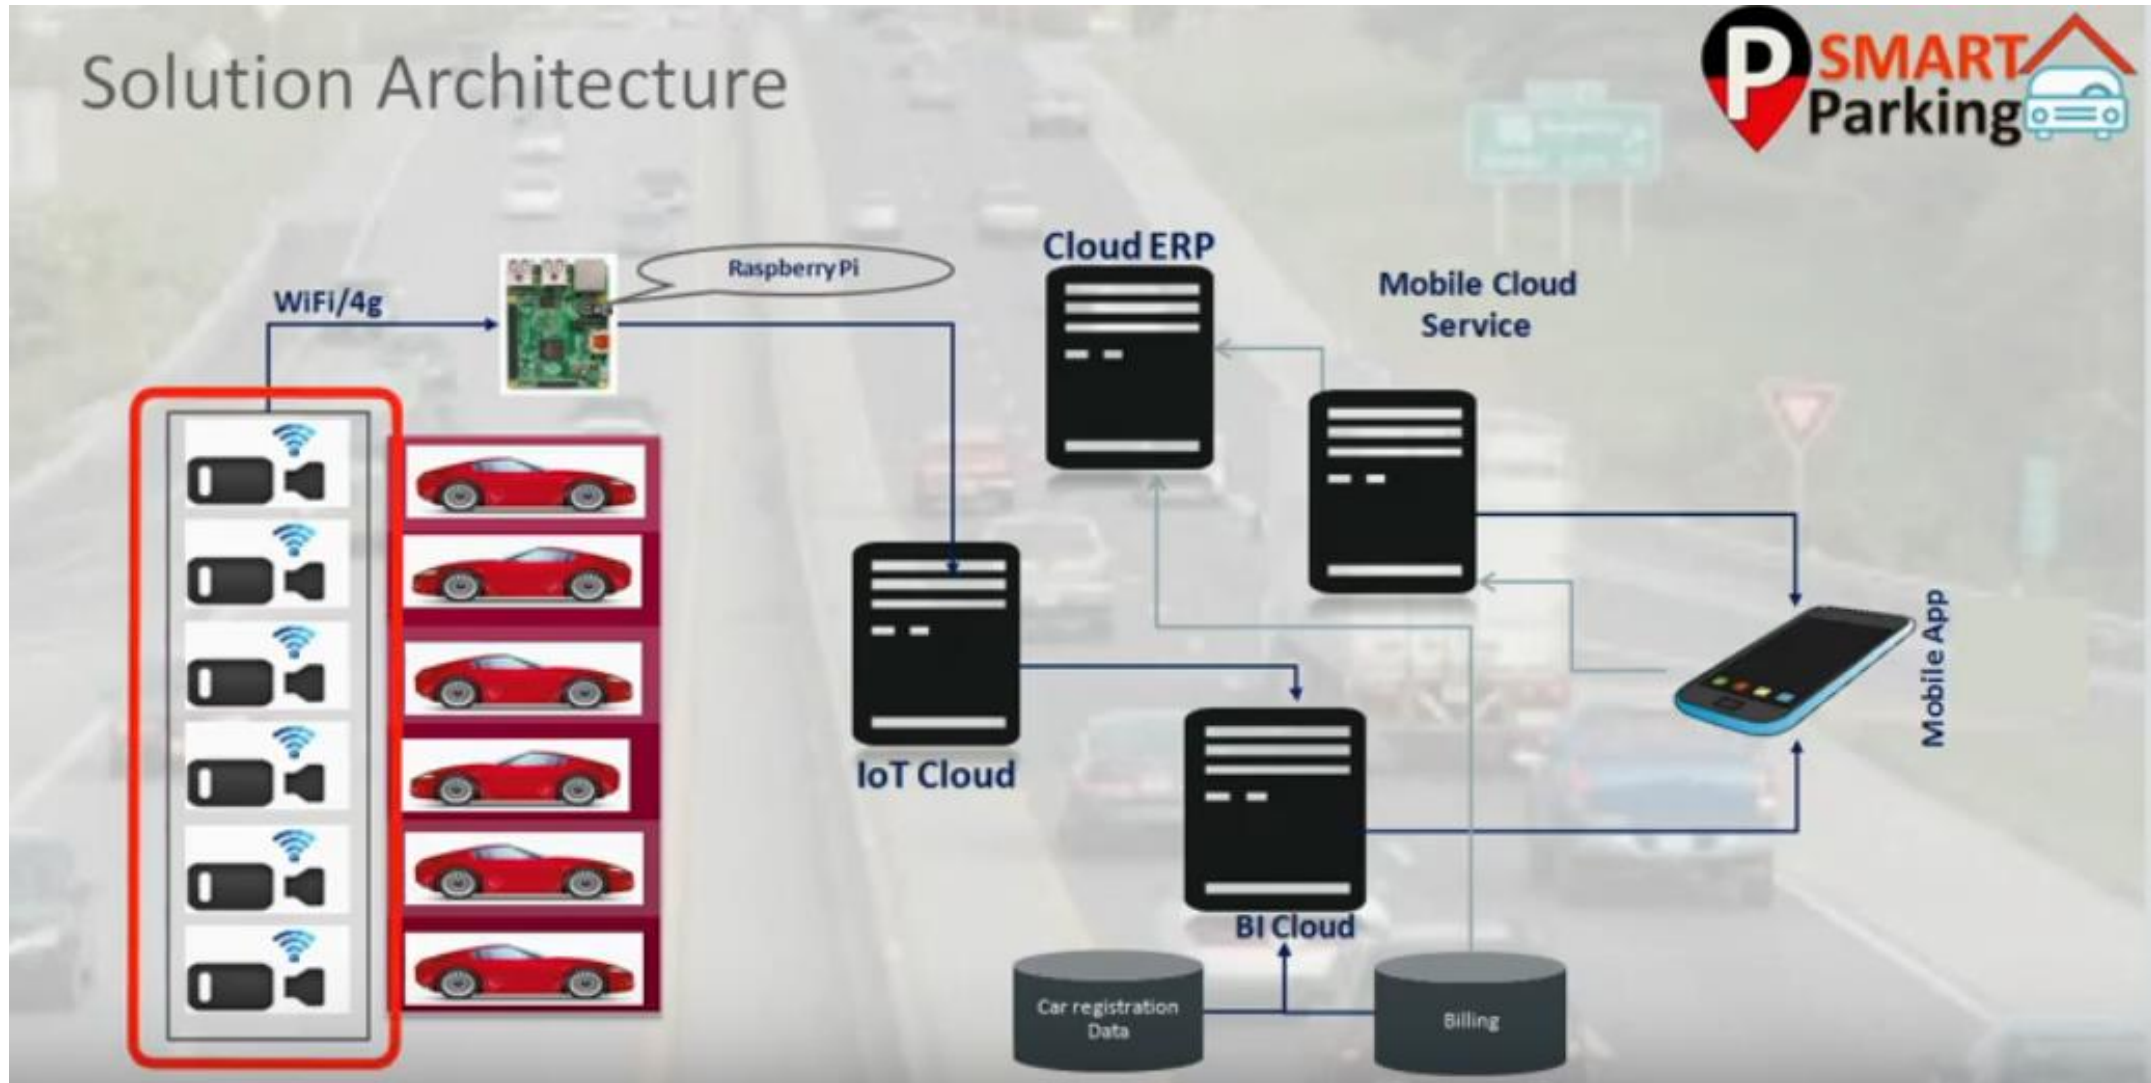 Solution Architecture
P
SMART
Parking
WiFi/4g
Raspberry Pi
Cloud ERP
Mobile Cloud
Service
IoT Cloud
Mobile App
BI Cloud
Car registration
Data
Billing